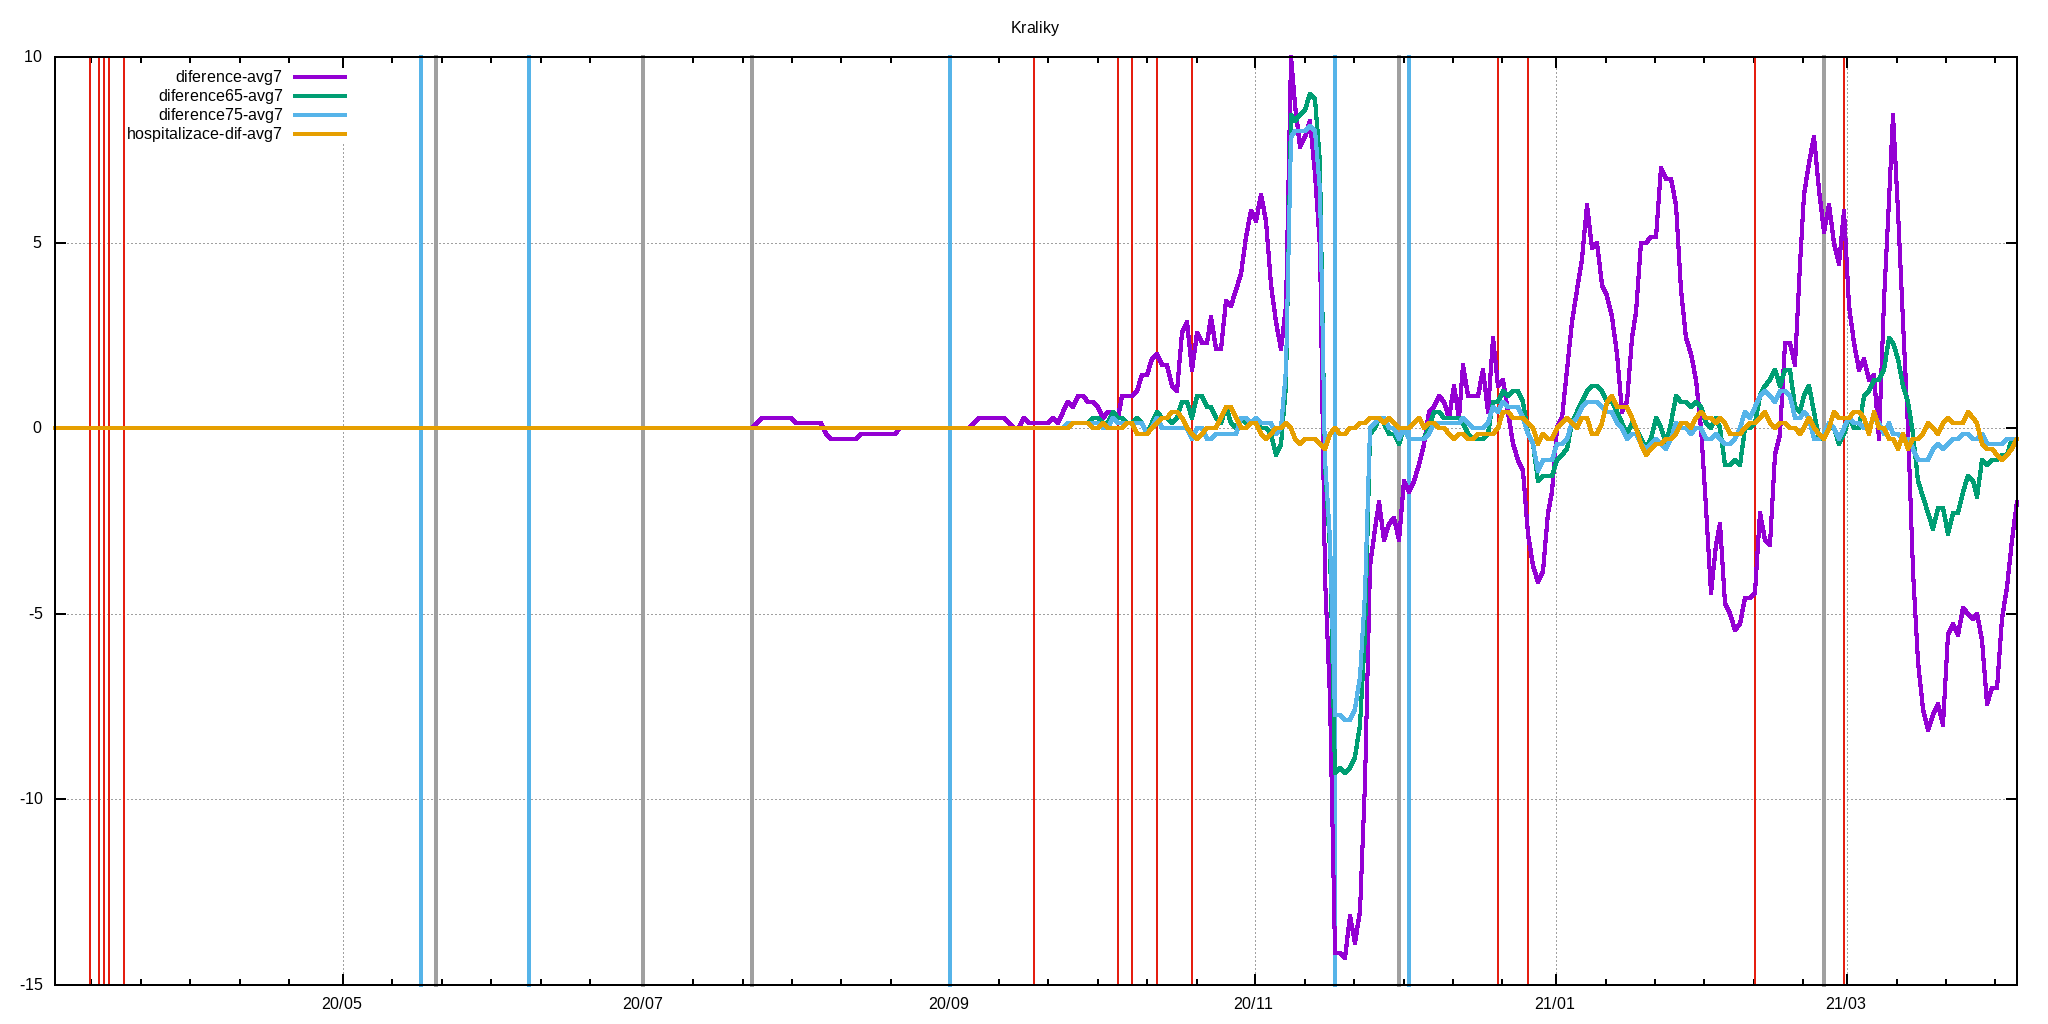 Kraliky
10
diference-avg7
diference65-avg7
diference75-avg7
hospitalizace-dif-avg7
5
0
-5
-10
-15
20/05 20/07 20/09 20/11 21/01 21/03